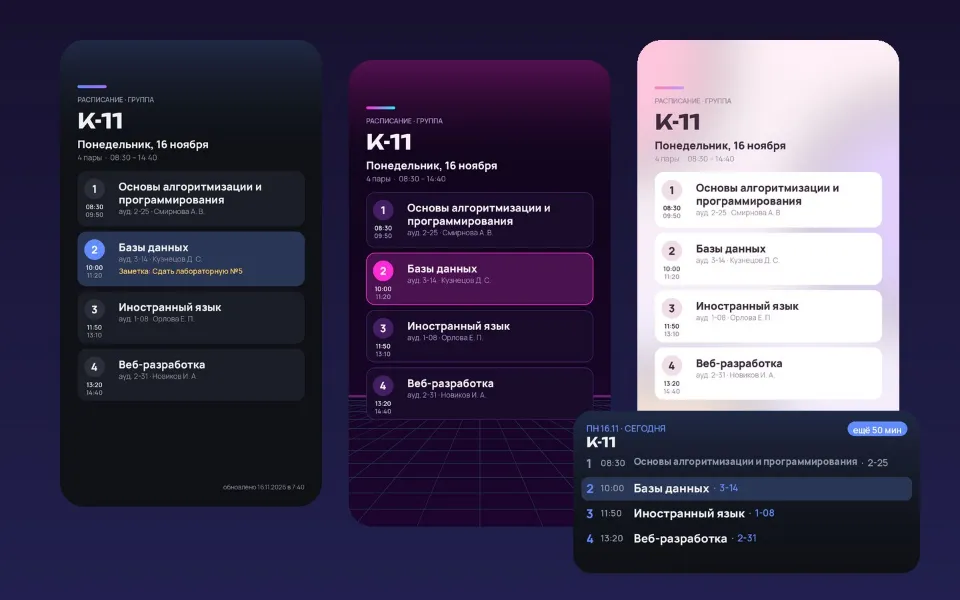 РАСПИСАНИЕ · ГРУППА
К-11
Понедельник, 16 ноября
4 пары · 08:30 – 14:40
1
08:30
09:50
Основы алгоритмизации и
программирования
ауд. 2-25 · Смирнова А. В.
2
10:00
11:20
Базы данных
ауд. 3-14 · Кузнецов Д. С.
Заметка: Сдать лабораторную №5
3
11:50
13:10
Иностранный язык
ауд. 1-08 · Орлова Е. П.
4
13:20
14:40
Веб-разработка
ауд. 2-31 · Новиков И. А.
обновлено 16.11.2026 в 7:40
РАСПИСАНИЕ · ГРУППА
К-11
Понедельник, 16 ноября
4 пары · 08:30 – 14:40
1
08:30
09:50
Основы алгоритмизации и
программирования
ауд. 2-25 · Смирнова А. В.
2
10:00
11:20
Базы данных
ауд. 3-14 · Кузнецов Д. С.
3
11:50
13:10
Иностранный язык
ауд. 1-08 · Орлова Е. П.
4
13:20
14:40
Веб-разработка
ауд. 2-31 · Новиков И. А.
РАСПИСАНИЕ · ГРУППА
К-11
Понедельник, 16 ноября
4 пары · 08:30 – 14:40
1
08:30
09:50
Основы алгоритмизации и
программирования
ауд. 2-25 · Смирнова А. В.
2
10:00
11:20
Базы данных
ауд. 3-14 · Кузнецов Д. С.
3
11:50
13:10
Иностранный язык
ауд. 1-08 · Орлова Е. П.
4
13:20
14:40
Веб-разработка
ауд. 2-31 · Новиков И. А.
ПН 16.11 · СЕГОДНЯ
ещё 50 мин
К-11
1 08:30 Основы алгоритмизации и программирования · 2-25
2 10:00 Базы данных · 3-14
3 11:50 Иностранный язык · 1-08
4 13:20 Веб-разработка · 2-31